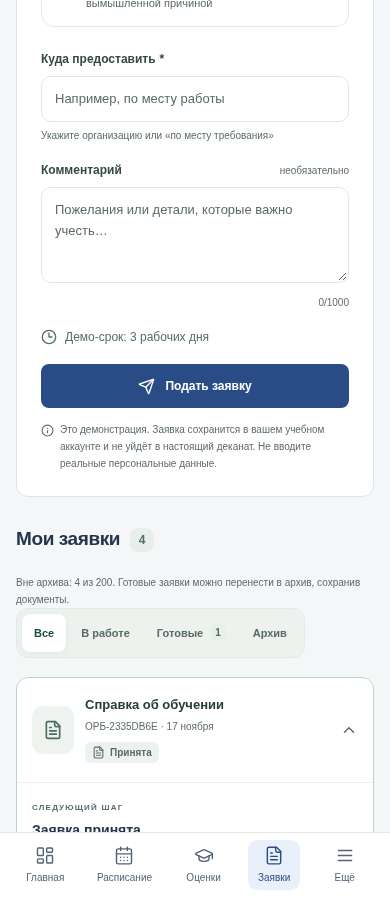 вымышленной причиной
Куда предоставить *
Например, по месту работы
Укажите организацию или «по месту требования»
Комментарий необязательно
Пожелания или детали, которые важно
учесть…
0/1000
Демо-срок: 3 рабочих дня
Подать заявку
Это демонстрация. Заявка сохранится в вашем учебном
аккаунте и не уйдёт в настоящий деканат. Не вводите
реальные персональные данные.
Мои заявки 4
Вне архива: 4 из 200. Готовые заявки можно перенести в архив, сохранив
документы.
Все В работе Готовые 1 Архив
Справка об обучении
ОРБ-2335DB6E · 17 ноября
Принята
СЛЕДУЮЩИЙ ШАГ
Заявка принята
Главная Расписание Оценки Заявки Ещё